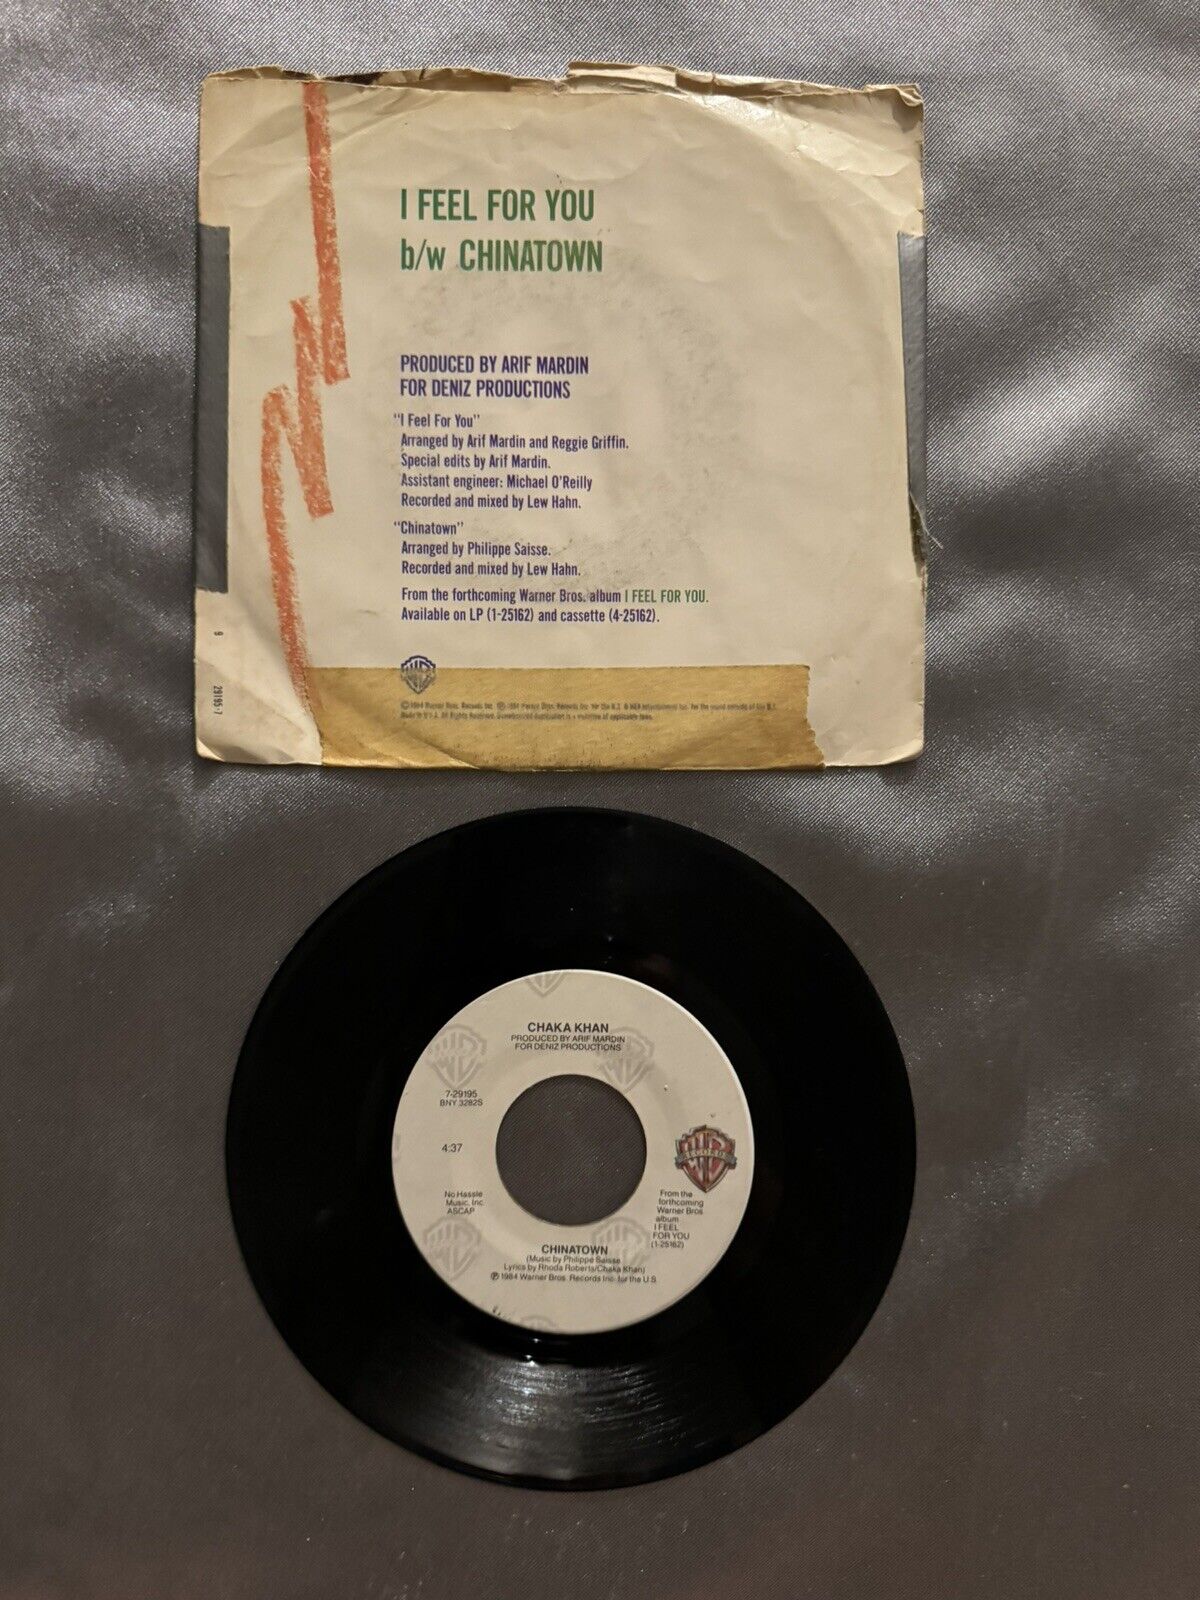 I FEEL FOR YOU
b/w CHINATOWN
PRODUCED BY ARIF MARDIN
FOR DENIZ PRODUCTIONS
"I Feel For You"
Arranged by Arif Mardin and Reggie Griffin.
Special edits by Arif Mardin.
Assistant engineer: Michael O'Reilly
Recorded and mixed by Lew Hahn.
"Chinatown"
Arranged by Philippe Saisse.
Recorded and mixed by Lew Hahn.
From the forthcoming Warner Bros. album I FEEL FOR YOU.
Available on LP (1-25162) and cassette (4-25162).
9 29195-7
CHAKA KHAN
PRODUCED BY ARIF MARDIN
FOR DENIZ PRODUCTIONS
7-29195
BNY 3282S
4:37
No Hassle
Music, Inc.
ASCAP
RECORDS
From the
forthcoming
Warner Bros
album
I FEEL
FOR YOU
(1-25162)
CHINATOWN
(Music by Philippe Saisse
Lyrics by Rhoda Roberts/Chaka Khan)
℗ 1984 Warner Bros. Records Inc. for the U.S.